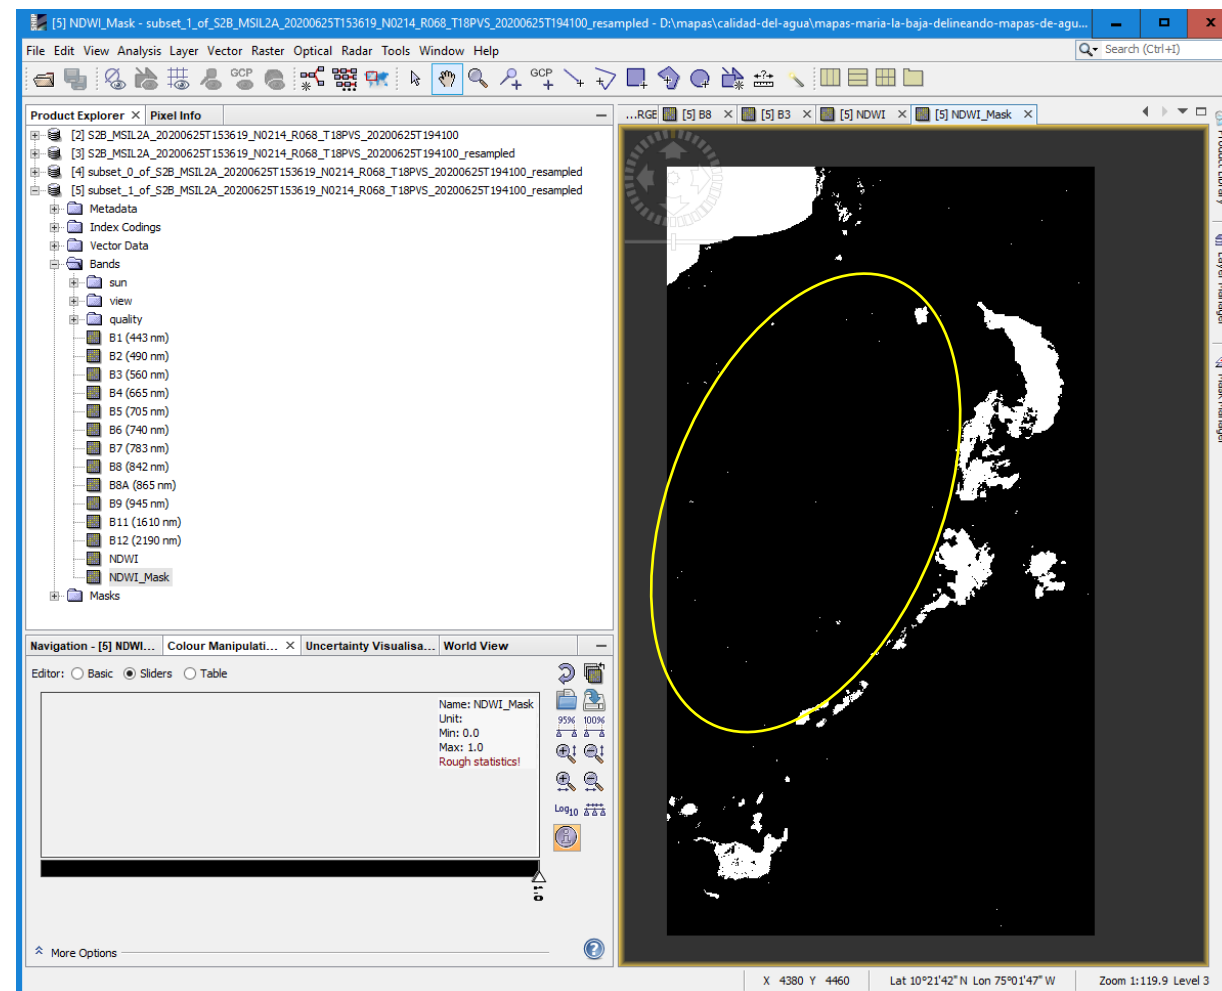 [5] NDWI_Mask - subset_1_of_S2B_MSIL2A_20200625T153619_N0214_R068_T18PVS_20200625T194100_resampled - D:\mapas\calidad-del-agua\mapas-maria-la-baja-delineando-mapas-de-agu...
File Edit View Analysis Layer Vector Raster Optical Radar Tools Window Help
Search (Ctrl+I)
GCP GCP
Product Explorer × Pixel Info
...RGE [5] B8 × [5] B3 × [5] NDWI × [5] NDWI_Mask ×
[2] S2B_MSIL2A_20200625T153619_N0214_R068_T18PVS_20200625T194100
[3] S2B_MSIL2A_20200625T153619_N0214_R068_T18PVS_20200625T194100_resampled
[4] subset_0_of_S2B_MSIL2A_20200625T153619_N0214_R068_T18PVS_20200625T194100_resampled
[5] subset_1_of_S2B_MSIL2A_20200625T153619_N0214_R068_T18PVS_20200625T194100_resampled
Metadata
Index Codings
Vector Data
Bands
sun
view
quality
B1 (443 nm)
B2 (490 nm)
B3 (560 nm)
B4 (665 nm)
B5 (705 nm)
B6 (740 nm)
B7 (783 nm)
B8 (842 nm)
B8A (865 nm)
B9 (945 nm)
B11 (1610 nm)
B12 (2190 nm)
NDWI
NDWI_Mask
Masks
Navigation - [5] NDWI... Colour Manipulati... × Uncertainty Visualisa... World View
Editor: Basic Sliders Table
Name: NDWI_Mask
Unit:
Min: 0.0
Max: 1.0
Rough statistics!
95% 100%
Log10
More Options
X 4380 Y 4460 Lat 10°21'42" N Lon 75°01'47" W Zoom 1:119.9 Level 3